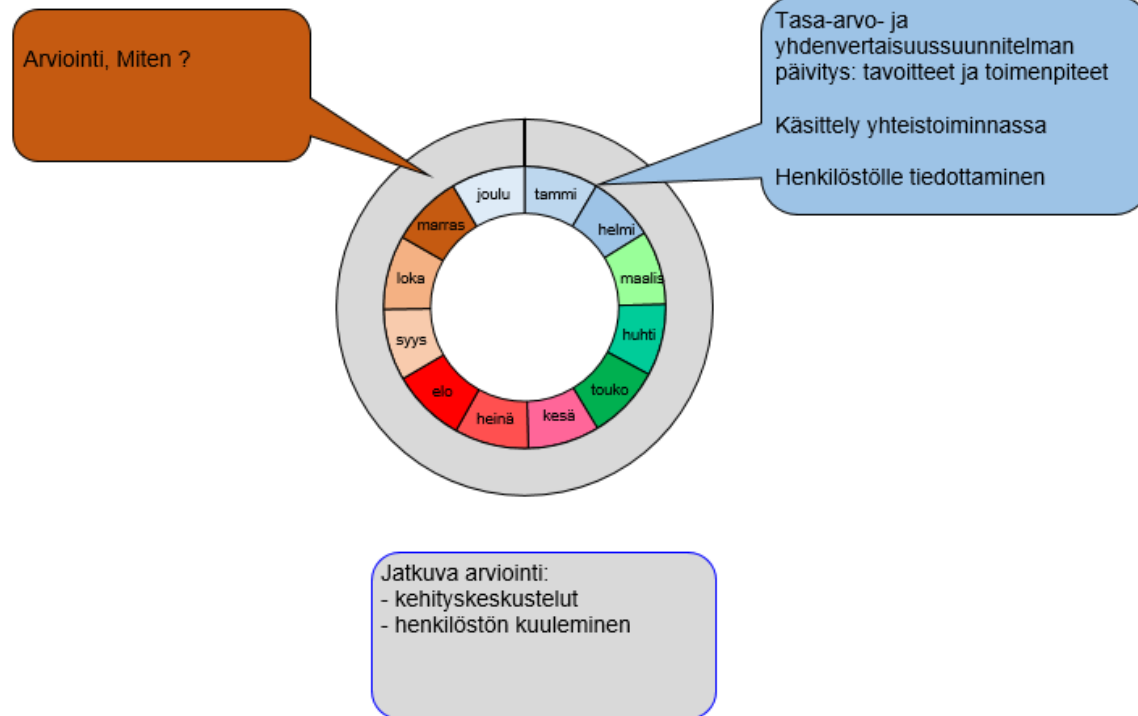 Arviointi, Miten ?
Tasa-arvo- ja
yhdenvertaisuussuunnitelman
päivitys: tavoitteet ja toimenpiteet
Käsittely yhteistoiminnassa
Henkilöstölle tiedottaminen
joulu
tammi
helmi
maalis
huhti
touko
kesä
heinä
elo
syys
loka
marras
Jatkuva arviointi:
- kehityskeskustelut
- henkilöstön kuuleminen